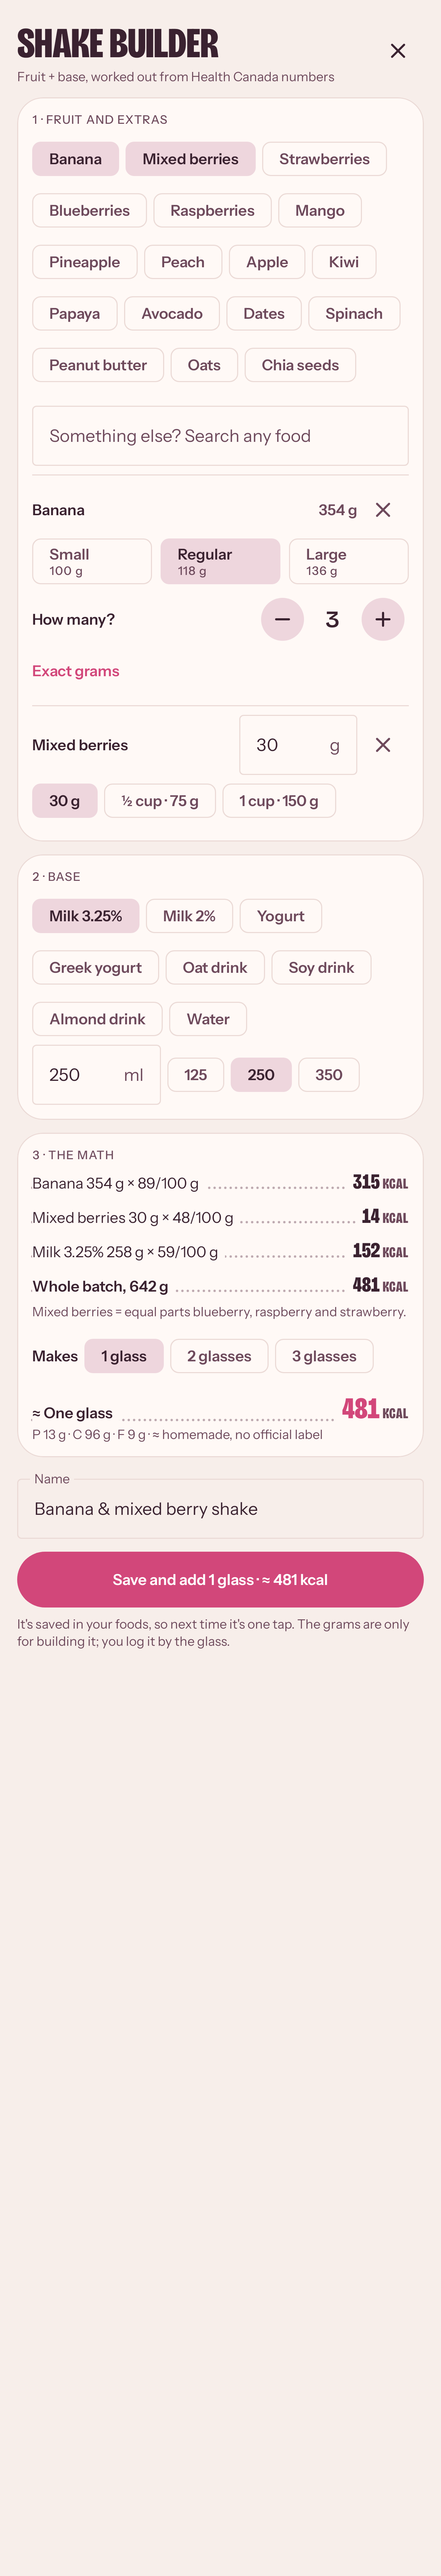 SHAKE BUILDER
Fruit + base, worked out from Health Canada numbers
1 · FRUIT AND EXTRAS
Banana Mixed berries Strawberries
Blueberries Raspberries Mango
Pineapple Peach Apple Kiwi
Papaya Avocado Dates Spinach
Peanut butter Oats Chia seeds
Something else? Search any food
Banana 354 g
Small Regular Large
100 g 118 g 136 g
How many? − 3 +
Exact grams
Mixed berries 30 g
30 g ½ cup · 75 g 1 cup · 150 g
2 · BASE
Milk 3.25% Milk 2% Yogurt
Greek yogurt Oat drink Soy drink
Almond drink Water
250 ml 125 250 350
3 · THE MATH
Banana 354 g × 89/100 g 315 KCAL
Mixed berries 30 g × 48/100 g 14 KCAL
Milk 3.25% 258 g × 59/100 g 152 KCAL
Whole batch, 642 g 481 KCAL
Mixed berries = equal parts blueberry, raspberry and strawberry.
Makes 1 glass 2 glasses 3 glasses
≈ One glass 481 KCAL
P 13 g · C 96 g · F 9 g · ≈ homemade, no official label
Name
Banana & mixed berry shake
Save and add 1 glass · ≈ 481 kcal
It's saved in your foods, so next time it's one tap. The grams are only
for building it; you log it by the glass.